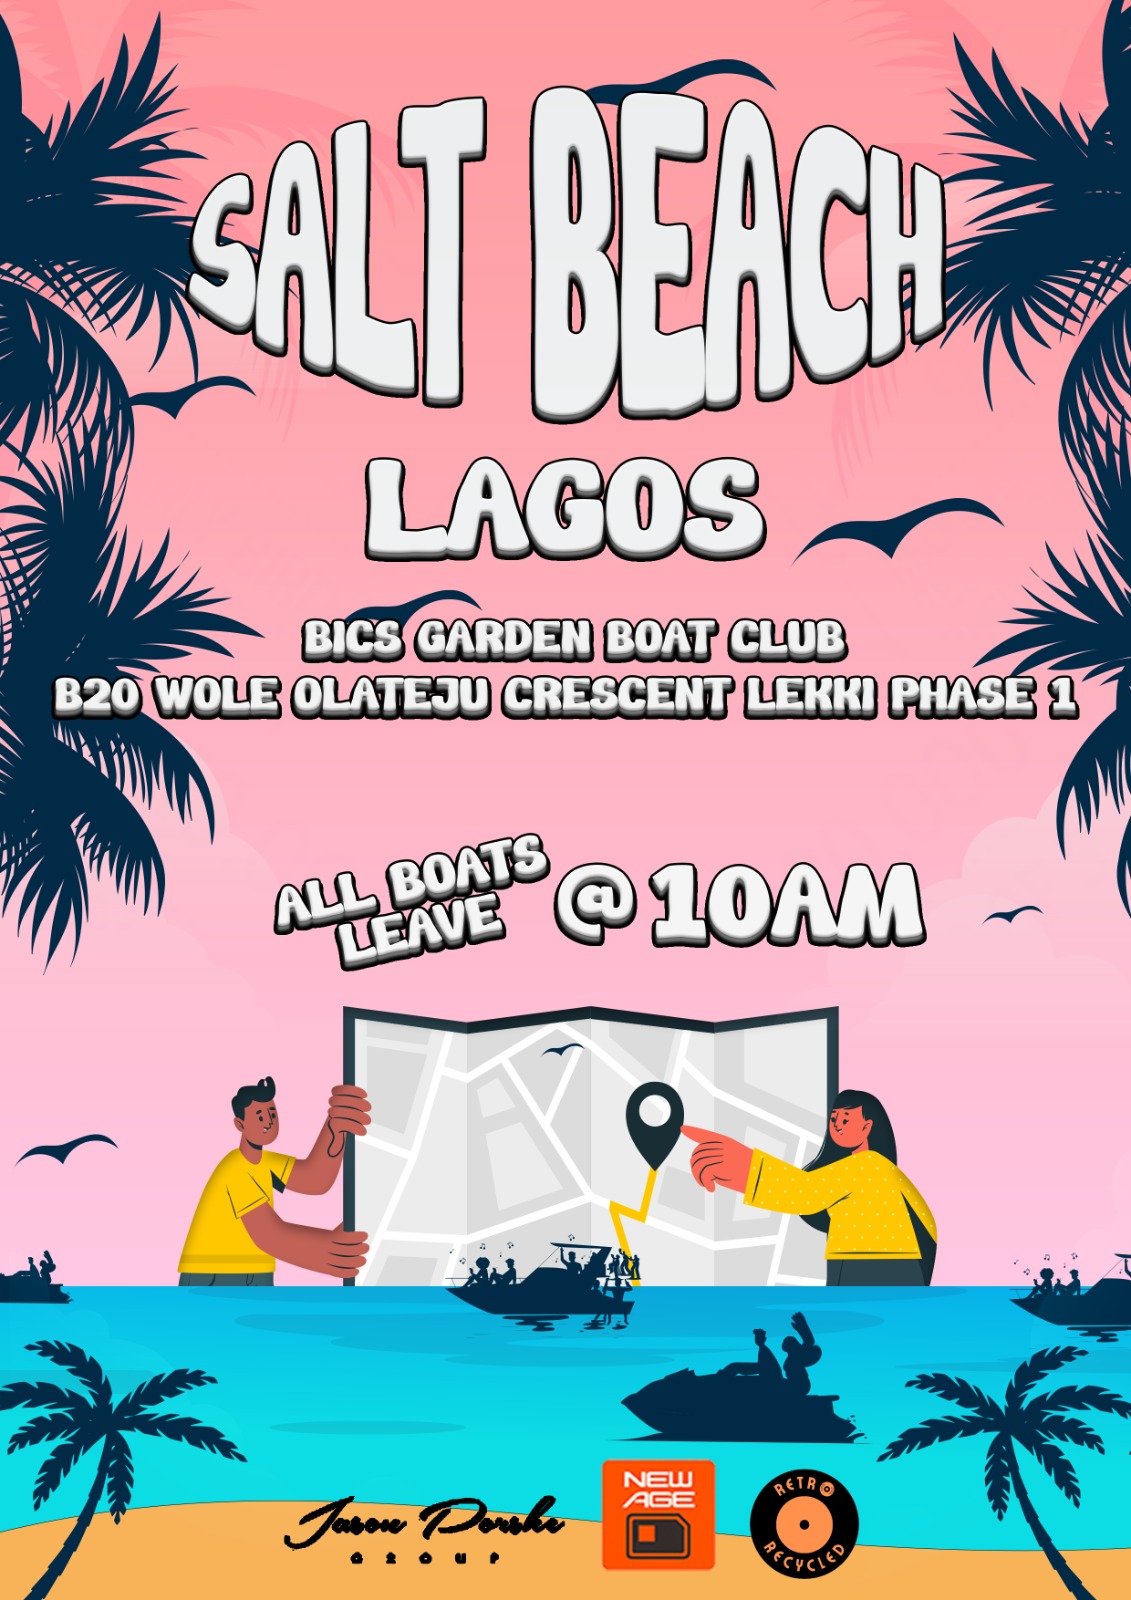 SALT BEACH
LAGOS
BICS GARDEN BOAT CLUB
B20 WOLE OLATEJU CRESCENT LEKKI PHASE 1
ALL BOATS
LEAVE @ 10AM
Jason Porshe
GROUP
NEW
AGE
RETRO
RECYCLED